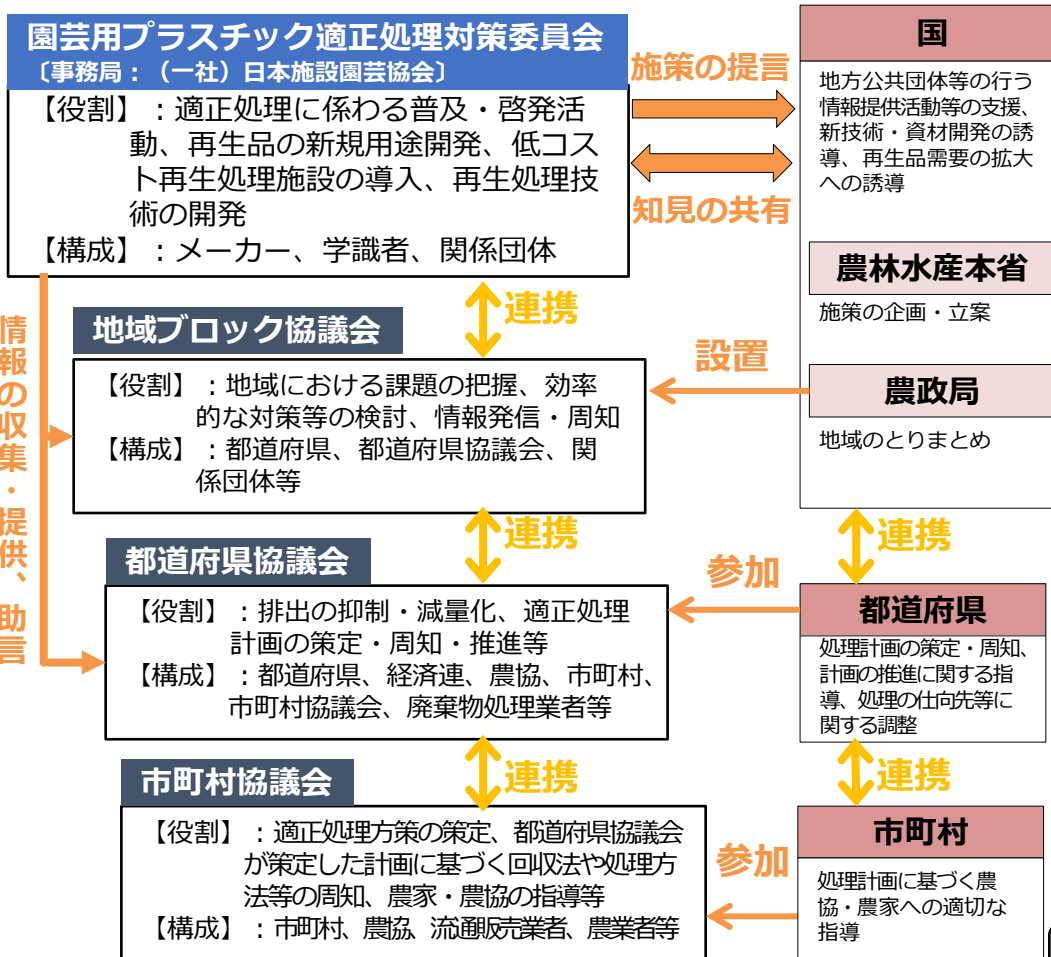 園芸用プラスチック適正処理対策委員会
〔事務局：（一社）日本施設園芸協会〕
【役割】：適正処理に係わる普及・啓発活
動、再生品の新規用途開発、低コス
ト再生処理施設の導入、再生処理技
術の開発
【構成】：メーカー、学識者、関係団体
施策の提言
知見の共有
国
地方公共団体等の行う
情報提供活動等の支援、
新技術・資材開発の誘
導、再生品需要の拡大
への誘導
農林水産本省
施策の企画・立案
農政局
地域のとりまとめ
情報の収集・提供、助言
連携
地域ブロック協議会
設置
【役割】：地域における課題の把握、効率
的な対策等の検討、情報発信・周知
【構成】：都道府県、都道府県協議会、関
係団体等
連携
連携
都道府県協議会
参加
【役割】：排出の抑制・減量化、適正処理
計画の策定・周知・推進等
【構成】：都道府県、経済連、農協、市町村、
市町村協議会、廃棄物処理業者等
都道府県
処理計画の策定・周知、
計画の推進に関する指
導、処理の仕向先等に
関する調整
連携
連携
市町村協議会
参加
【役割】：適正処理方策の策定、都道府県協議会
が策定した計画に基づく回収法や処理方
法等の周知、農家・農協の指導等
【構成】：市町村、農協、流通販売業者、農業者等
市町村
処理計画に基づく農
協・農家への適切な
指導